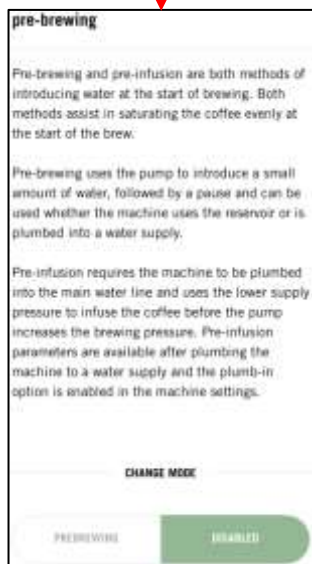 pre-brewing
Pre-brewing and pre-infusion are both methods of
introducing water at the start of brewing. Both
methods assist in saturating the coffee evenly at
the start of the brew.
Pre-brewing uses the pump to introduce a small
amount of water, followed by a pause and can be
used whether the machine uses the reservoir or is
plumbed into a water supply.
Pre-infusion requires the machine to be plumbed
into the main water line and uses the lower supply
pressure to infuse the coffee before the pump
increases the brewing pressure. Pre-infusion
parameters are available after plumbing the
machine to a water supply and the plumb-in
option is enabled in the machine settings.
CHANGE MODE
PREBREWING DISABLED